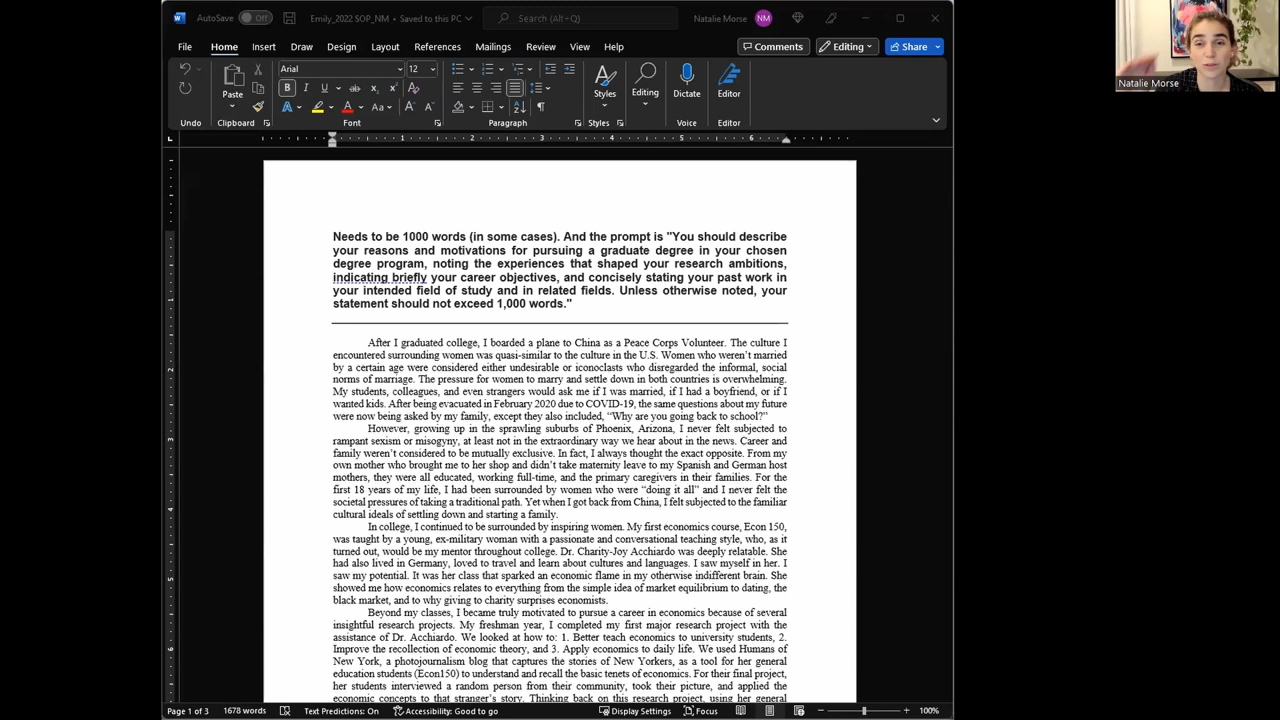 AutoSave Off Emily_2022 SOP_NM • Saved to this PC Search (Alt+Q) Natalie Morse NM
File Home Insert Draw Design Layout References Mailings Review View Help Comments Editing Share
Arial 12
Paste Styles Editing Dictate Editor
Undo Clipboard Font Paragraph Styles Voice Editor
1 2 3 4 5 6
Needs to be 1000 words (in some cases). And the prompt is "You should describe
your reasons and motivations for pursuing a graduate degree in your chosen
degree program, noting the experiences that shaped your research ambitions,
indicating briefly your career objectives, and concisely stating your past work in
your intended field of study and in related fields. Unless otherwise noted, your
statement should not exceed 1,000 words."
After I graduated college, I boarded a plane to China as a Peace Corps Volunteer. The culture I
encountered surrounding women was quasi-similar to the culture in the U.S. Women who weren't married
by a certain age were considered either undesirable or iconoclasts who disregarded the informal, social
norms of marriage. The pressure for women to marry and settle down in both countries is overwhelming.
My students, colleagues, and even strangers would ask me if I was married, if I had a boyfriend, or if I
wanted kids. After being evacuated in February 2020 due to COVID-19, the same questions about my future
were now being asked by my family, except they also included, “Why are you going back to school?”
However, growing up in the sprawling suburbs of Phoenix, Arizona, I never felt subjected to
rampant sexism or misogyny, at least not in the extraordinary way we hear about in the news. Career and
family weren't considered to be mutually exclusive. In fact, I always thought the exact opposite. From my
own mother who brought me to her shop and didn't take maternity leave to my Spanish and German host
mothers, they were all educated, working full-time, and the primary caregivers in their families. For the
first 18 years of my life, I had been surrounded by women who were “doing it all” and I never felt the
societal pressures of taking a traditional path. Yet when I got back from China, I felt subjected to the familiar
cultural ideals of settling down and starting a family.
In college, I continued to be surrounded by inspiring women. My first economics course, Econ 150,
was taught by a young, ex-military woman with a passionate and conversational teaching style, who, as it
turned out, would be my mentor throughout college. Dr. Charity-Joy Acchiardo was deeply relatable. She
had also lived in Germany, loved to travel and learn about cultures and languages. I saw myself in her. I
saw my potential. It was her class that sparked an economic flame in my otherwise indifferent brain. She
showed me how economics relates to everything from the simple idea of market equilibrium to dating, the
black market, and to why giving to charity surprises economists.
Beyond my classes, I became truly motivated to pursue a career in economics because of several
insightful research projects. My freshman year, I completed my first major research project with the
assistance of Dr. Acchiardo. We looked at how to: 1. Better teach economics to university students, 2.
Improve the recollection of economic theory, and 3. Apply economics to daily life. We used Humans of
New York, a photojournalism blog that captures the stories of New Yorkers, as a tool for her general
education students (Econ150) to understand and recall the basic tenets of economics. For their final project,
her students interviewed a random person from their community, took their picture, and applied the
economic concepts to that stranger's story. Thinking back on this research project, using her general
1
2
3
4
5
6
Page 1 of 3 1678 words Text Predictions: On Accessibility: Good to go Display Settings Focus 100%
Natalie Morse